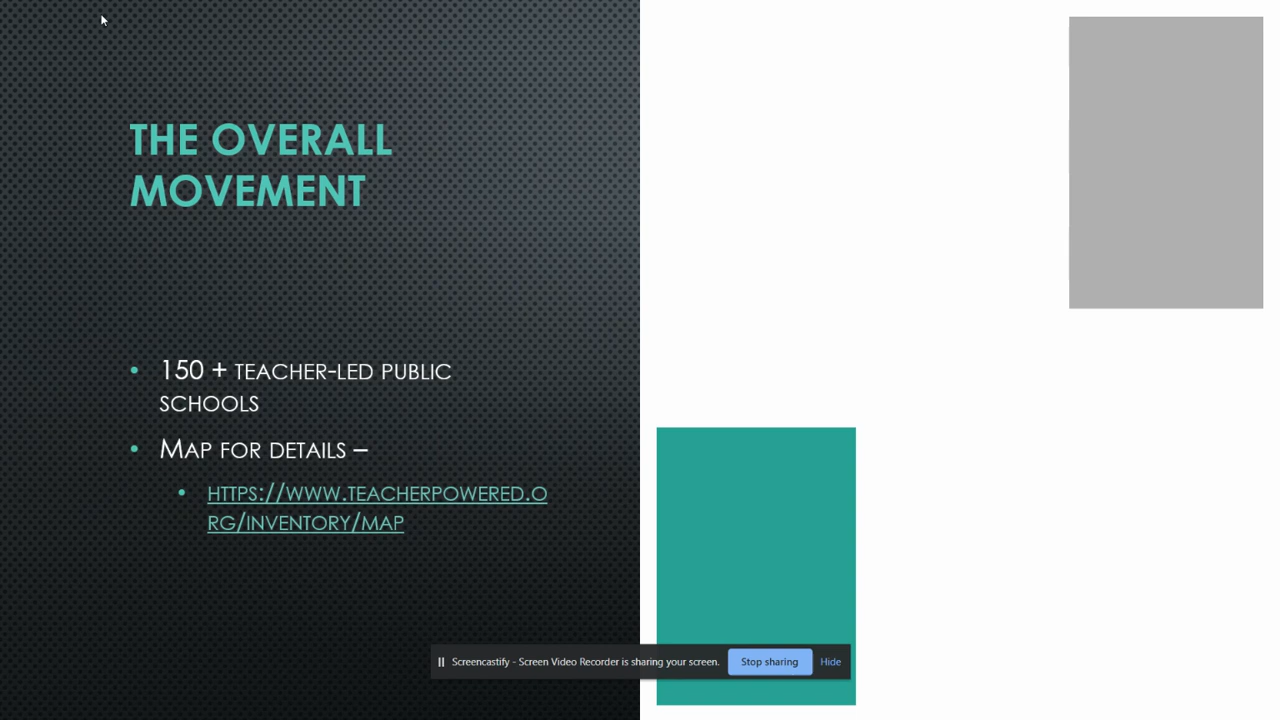 THE OVERALL
MOVEMENT
150 + TEACHER-LED PUBLIC
SCHOOLS
MAP FOR DETAILS –
HTTPS://WWW.TEACHERPOWERED.O
RG/INVENTORY/MAP
Screencastify - Screen Video Recorder is sharing your screen. Stop sharing Hide